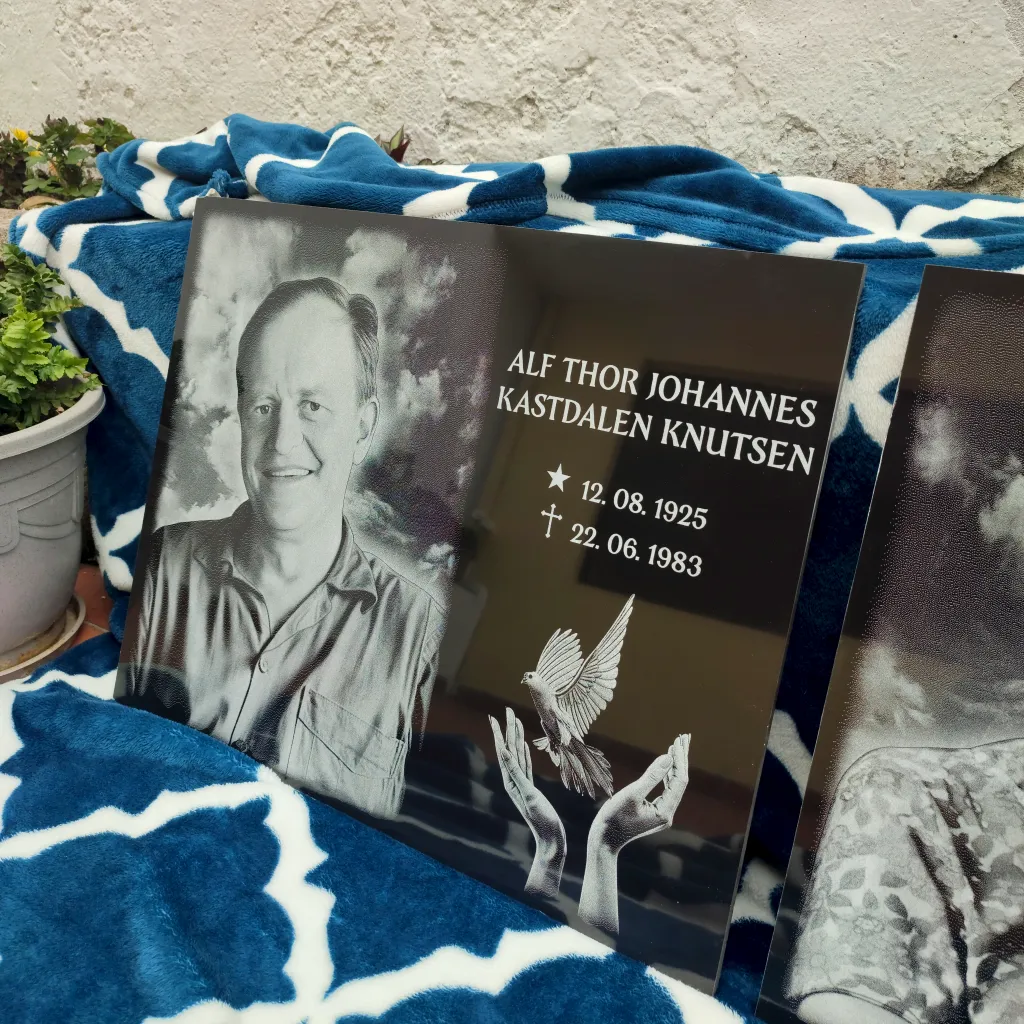 ALF THOR JOHANNES
KASTDALEN KNUTSEN
12. 08. 1925
22. 06. 1983